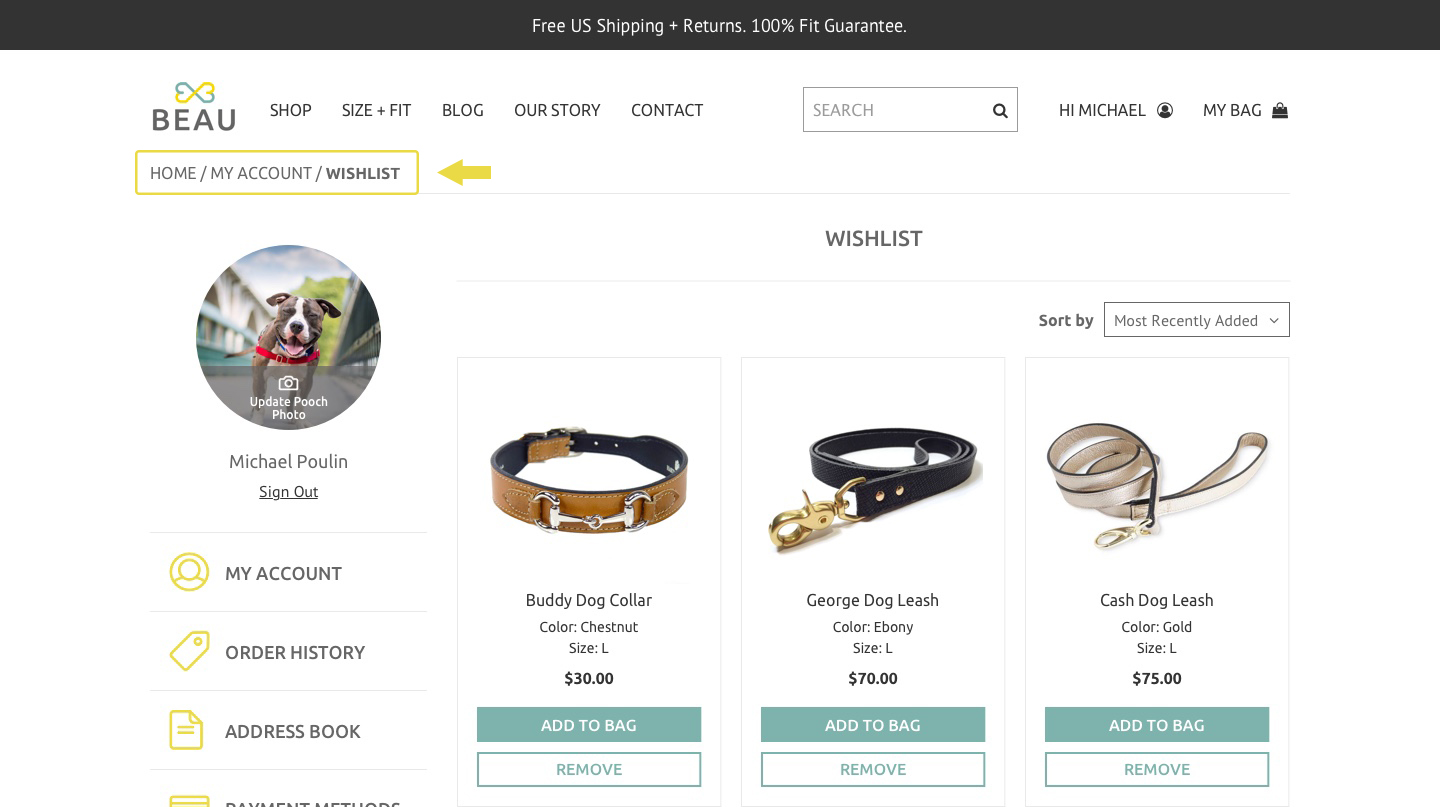 Free US Shipping + Returns. 100% Fit Guarantee.
BEAU
SHOP SIZE + FIT BLOG OUR STORY CONTACT
SEARCH
HI MICHAEL
MY BAG
HOME / MY ACCOUNT / WISHLIST
WISHLIST
Sort by Most Recently Added
Update Pooch
Photo
Michael Poulin
Sign Out
MY ACCOUNT
ORDER HISTORY
ADDRESS BOOK
PAYMENT METHODS
Buddy Dog Collar
Color: Chestnut
Size: L
$30.00
ADD TO BAG
REMOVE
George Dog Leash
Color: Ebony
Size: L
$70.00
ADD TO BAG
REMOVE
Cash Dog Leash
Color: Gold
Size: L
$75.00
ADD TO BAG
REMOVE